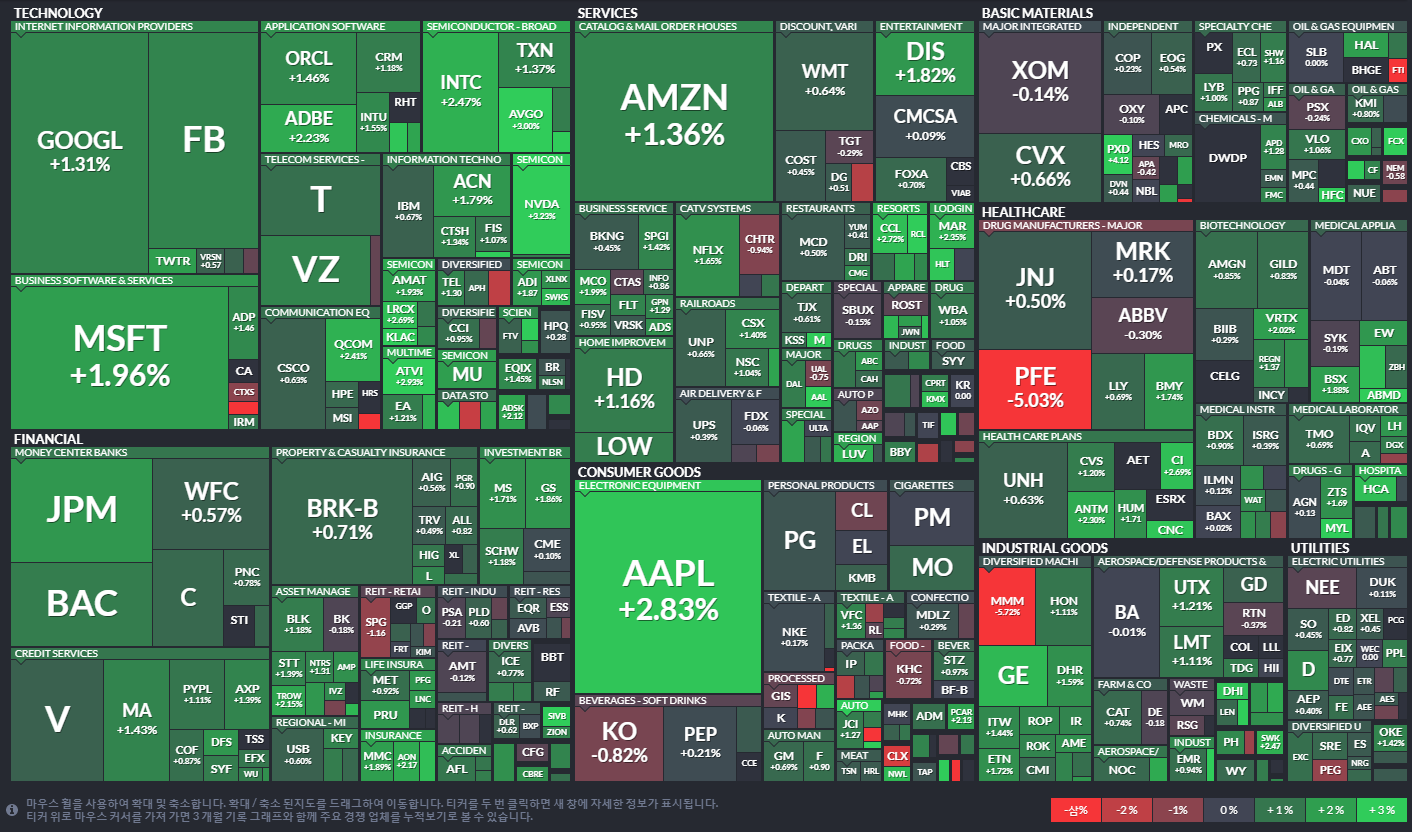 TECHNOLOGY
INTERNET INFORMATION PROVIDERS
GOOGL
+1.31%
FB
TWTR
VRSN
+0.57
APPLICATION SOFTWARE
ORCL
+1.46%
CRM
+1.18%
ADBE
+2.23%
INTU
+1.55%
RHT
SEMICONDUCTOR - BROAD
INTC
+2.47%
TXN
+1.37%
AVGO
+3.00%
TELECOM SERVICES -
T
VZ
INFORMATION TECHNO
IBM
+0.67%
ACN
+1.79%
CTSH
+1.34%
FIS
+1.07%
SEMICON
NVDA
+3.23%
BUSINESS SOFTWARE & SERVICES
MSFT
+1.96%
ADP
+1.46
CA
CTXS
IRM
COMMUNICATION EQ
CSCO
+0.63%
QCOM
+2.41%
HPE
HRS
MSI
SEMICON
AMAT
+1.93%
LRCX
+2.69%
KLAC
MULTIME
ATVI
+2.93%
EA
+1.21%
DIVERSIFIED
TEL
+1.30
APH
DIVERSIFIE
CCI
+0.95%
SEMICON
MU
DATA STO
SEMICON
ADI
+1.87
XLNX
SWKS
SCIEN
FTV
HPQ
+0.28
EQIX
+1.45%
BR
NLSN
ADSK
+2.12
FINANCIAL
MONEY CENTER BANKS
JPM
WFC
+0.57%
BAC
C
PNC
+0.78%
STI
CREDIT SERVICES
V
MA
+1.43%
PYPL
+1.11%
AXP
+1.39%
COF
+0.87%
DFS
TSS
SYF
EFX
WU
PROPERTY & CASUALTY INSURANCE
BRK-B
+0.71%
AIG
+0.56%
PGR
+0.90
TRV
+0.49%
ALL
+0.82
HIG
XL
L
INVESTMENT BR
MS
+1.71%
GS
+1.86%
SCHW
+1.18%
CME
+0.10%
ASSET MANAGE
BLK
+1.18%
BK
-0.18%
STT
+1.39%
NTRS
+1.31
AMP
TROW
+2.15%
IVZ
REGIONAL - MI
USB
+0.60%
KEY
REIT - RETAI
SPG
-1.16
GGP
O
FRT
KIM
LIFE INSURA
MET
+0.92%
PFG
LNC
PRU
INSURANCE
MMC
+1.89%
AON
+2.17
REIT - INDU
PSA
-0.21
PLD
+0.60
REIT -
AMT
-0.12%
REIT - H
ACCIDEN
AFL
REIT - RES
EQR
ESS
AVB
DIVERS
ICE
+0.77%
BBT
RF
REIT -
DLR
+0.62
BXP
SIVB
ZION
CFG
CBRE
SERVICES
CATALOG & MAIL ORDER HOUSES
AMZN
+1.36%
DISCOUNT, VARI
WMT
+0.64%
COST
+0.45%
TGT
-0.29%
DG
+0.51
ENTERTAINMENT
DIS
+1.82%
CMCSA
+0.09%
FOXA
+0.70%
CBS
VIAB
BUSINESS SERVICE
BKNG
+0.45%
SPGI
+1.42%
MCO
+1.99%
CTAS
INFO
+0.86
FISV
+0.95%
FLT
GPN
+1.29
VRSK
ADS
HOME IMPROVEM
HD
+1.16%
LOW
CATV SYSTEMS
NFLX
+1.65%
CHTR
-0.94%
RAILROADS
UNP
+0.66%
CSX
+1.40%
NSC
+1.04%
AIR DELIVERY & F
UPS
+0.39%
FDX
-0.06%
RESTAURANTS
MCD
+0.50%
YUM
+0.41
DRI
CMG
RESORTS
CCL
+2.72%
RCL
LODGIN
MAR
+2.35%
HLT
DEPART
TJX
+0.61%
KSS
M
MAJOR
DAL
UAL
-0.75
AAL
SPECIAL
ULTA
SPECIAL
SBUX
-0.15%
DRUGS
ABC
CAH
AUTO P
AZO
AAP
REGION
LUV
APPARE
ROST
JWN
INDUST
CPRT
KMX
TIF
BBY
DRUG
WBA
+1.05%
FOOD
SYY
KR
0.00
CONSUMER GOODS
ELECTRONIC EQUIPMENT
AAPL
+2.83%
BEVERAGES - SOFT DRINKS
KO
-0.82%
PEP
+0.21%
CCE
PERSONAL PRODUCTS
PG
CL
EL
KMB
CIGARETTES
PM
MO
TEXTILE - A
NKE
+0.17%
PROCESSED
GIS
K
AUTO MAN
GM
+0.69%
F
+0.90
TEXTILE - A
VFC
+1.36
RL
PACKA
IP
AUTO
JCI
+1.27
MEAT
TSN
HRL
CONFECTIO
MDLZ
+0.29%
FOOD -
KHC
-0.72%
BEVER
STZ
+0.97%
BF-B
MHK
ADM
PCAR
+2.13
CLX
NWL
TAP
BASIC MATERIALS
MAJOR INTEGRATED
XOM
-0.14%
CVX
+0.66%
INDEPENDENT
COP
+0.23%
EOG
+0.54%
OXY
-0.10%
APC
PXD
+4.12
HES
MRO
APA
-0.42
DVN
+0.44
NBL
SPECIALTY CHE
PX
ECL
+0.73
SHW
+1.16
LYB
+1.00%
PPG
+0.87
IFF
ALB
CHEMICALS - M
DWDP
APD
+1.28
EMN
FMC
OIL & GAS EQUIPMEN
SLB
0.00%
HAL
BHGE
FTI
OIL & GA
PSX
-0.24%
VLO
+1.06%
MPC
+0.44
HFC
OIL & GAS
KMI
+0.80%
CXO
FCX
CF
NEM
-0.58
NUE
HEALTHCARE
DRUG MANUFACTURERS - MAJOR
JNJ
+0.50%
MRK
+0.17%
ABBV
-0.30%
PFE
-5.03%
LLY
+0.69%
BMY
+1.74%
BIOTECHNOLOGY
AMGN
+0.85%
GILD
+0.83%
BIIB
+0.29%
VRTX
+2.02%
REGN
+1.37
CELG
INCY
MEDICAL APPLIA
MDT
-0.04%
ABT
-0.06%
SYK
-0.19%
EW
ZBH
BSX
+1.88%
ABMD
HEALTH CARE PLANS
UNH
+0.63%
CVS
+1.20%
AET
CI
+2.69%
ANTM
+2.30%
HUM
+1.71
ESRX
CNC
MEDICAL INSTR
BDX
+0.90%
ISRG
+0.39%
ILMN
+0.12%
WAT
BAX
+0.02%
MEDICAL LABORATOR
TMO
+0.69%
IQV
LH
A
DGX
DRUGS - G
AGN
+0.13
ZTS
+1.69
MYL
HOSPITA
HCA
INDUSTRIAL GOODS
DIVERSIFIED MACHI
MMM
-5.72%
HON
+1.11%
GE
DHR
+1.59%
ITW
+1.44%
ROP
IR
ROK
AME
ETN
+1.72%
CMI
AEROSPACE/DEFENSE PRODUCTS &
BA
-0.01%
UTX
+1.21%
GD
RTN
-0.37%
LMT
+1.11%
COL
LLL
TDG
HII
FARM & CO
CAT
+0.74%
DE
-0.18
AEROSPACE/
NOC
WASTE
WM
RSG
INDUST
EMR
+0.94%
DHI
LEN
PH
SWK
+2.47
WY
UTILITIES
ELECTRIC UTILITIES
NEE
DUK
+0.11%
SO
+0.45%
ED
+0.82
XEL
+0.45
PCG
D
EIX
+0.77
WEC
0.00
PPL
DTE
ETR
AEP
+0.40%
FE
AEE
AES
DIVERSIFIED U
EXC
SRE
ES
PEG
NRG
OKE
+1.42%
마우스 휠을 사용하여 확대 및 축소합니다. 확대 / 축소 된지도를 드래그하여 이동합니다. 티커를 두 번 클릭하면 새 창에 자세한 정보가 표시됩니다.
티커 위로 마우스 커서를 가져 가면 3 개월 기록 그래프와 함께 주요 경쟁 업체를 누적보기로 볼 수 있습니다.
-삼%
-2 %
-1 %
0 %
+1 %
+2 %
+3 %